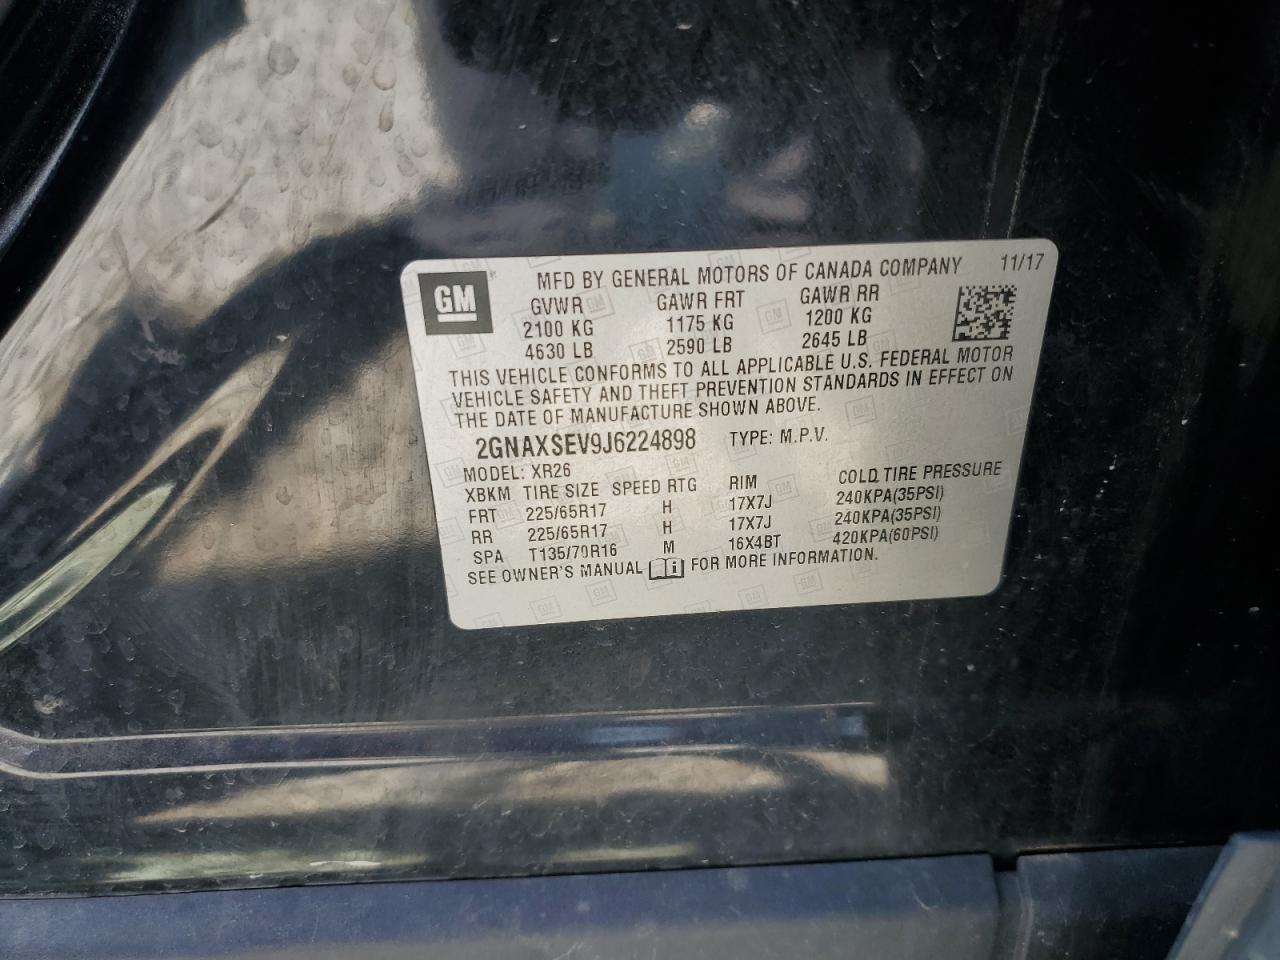 GM
MFD BY GENERAL MOTORS OF CANADA COMPANY 11/17
GVWR GAWR FRT GAWR RR
2100 KG 1175 KG 1200 KG
4630 LB 2590 LB 2645 LB
THIS VEHICLE CONFORMS TO ALL APPLICABLE U.S. FEDERAL MOTOR
VEHICLE SAFETY AND THEFT PREVENTION STANDARDS IN EFFECT ON
THE DATE OF MANUFACTURE SHOWN ABOVE.
2GNAXSEV9J6224898 TYPE: M.P.V.
MODEL: XR26
XBKM TIRE SIZE SPEED RTG RIM COLD TIRE PRESSURE
FRT 225/65R17 H 17X7J 240KPA(35PSI)
RR 225/65R17 H 17X7J 240KPA(35PSI)
SPA T135/70R16 M 16X4BT 420KPA(60PSI)
SEE OWNER'S MANUAL FOR MORE INFORMATION.